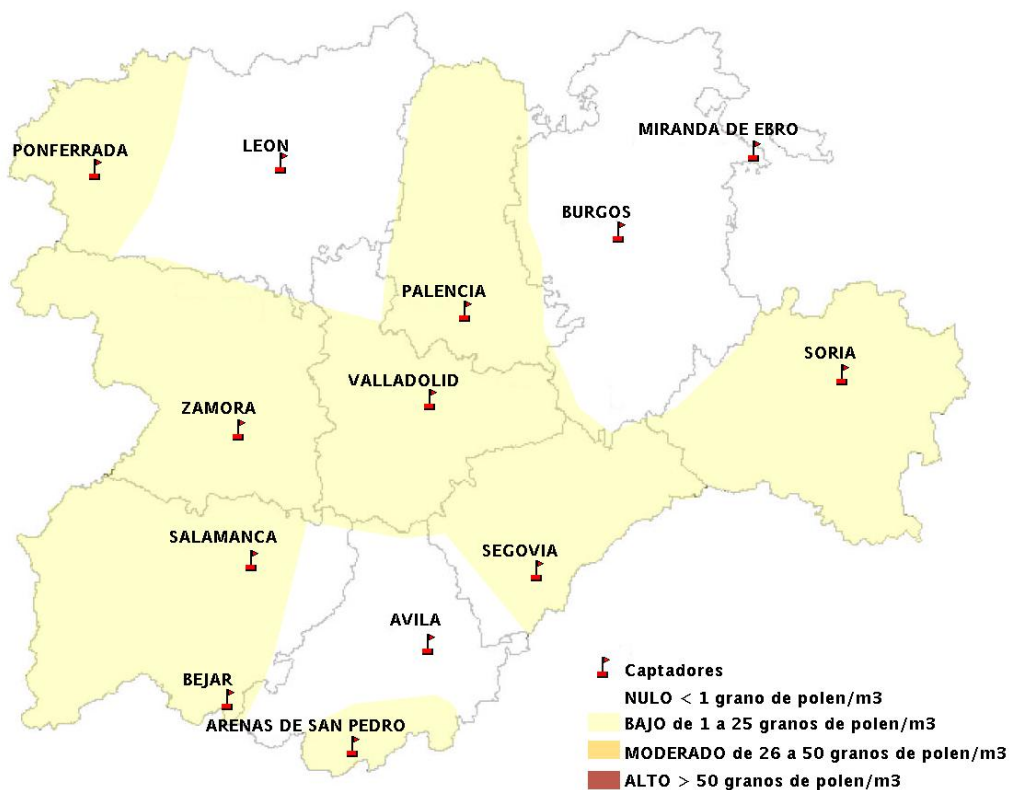 MIRANDA DE EBRO
LEON
PONFERRADA
BURGOS
PALENCIA
SORIA
VALLADOLID
ZAMORA
SALAMANCA
SEGOVIA
AVILA
BEJAR
ARENAS DE SAN PEDRO
Captadores
NULO < 1 grano de polen/m3
BAJO de 1 a 25 granos de polen/m3
MODERADO de 26 a 50 granos de polen/m3
ALTO > 50 granos de polen/m3